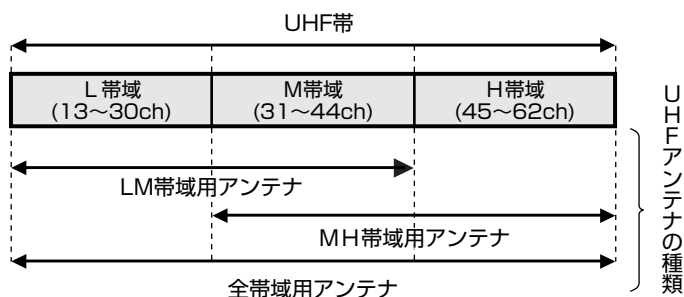 UHF帯
L帯域
(13～30ch)
M帯域
(31～44ch)
H帯域
(45～62ch)
LM帯域用アンテナ
MH帯域用アンテナ
全帯域用アンテナ
UHFアンテナの種類